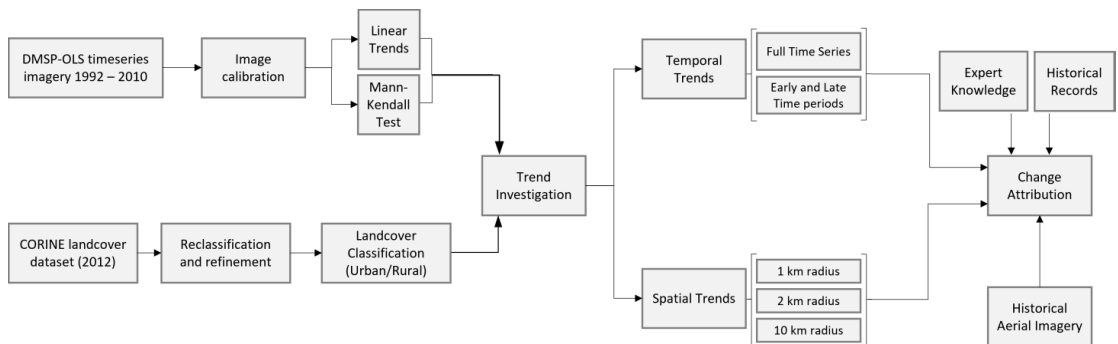 DMSP-OLS timeseries
imagery 1992 – 2010
Image
calibration
Linear
Trends
Mann-
Kendall
Test
CORINE landcover
dataset (2012)
Reclassification
and refinement
Landcover
Classification
(Urban/Rural)
Trend
Investigation
Temporal
Trends
Full Time Series
Early and Late
Time periods
Spatial Trends
1 km radius
2 km radius
10 km radius
Expert
Knowledge
Historical
Records
Change
Attribution
Historical
Aerial Imagery